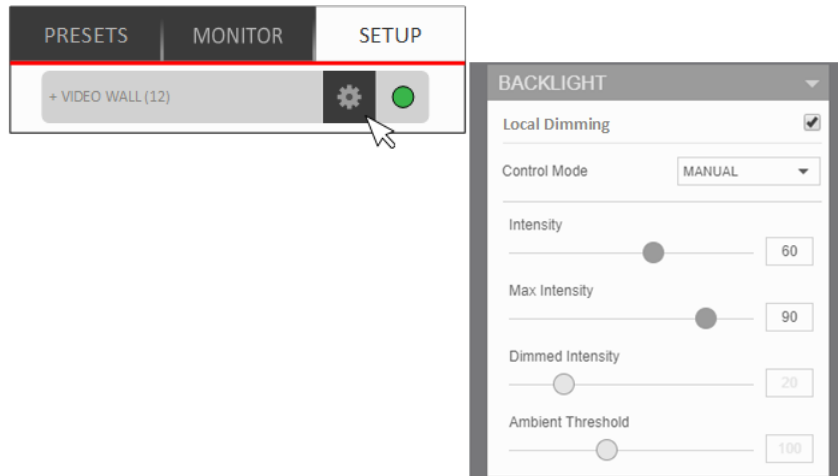 PRESETS MONITOR SETUP
+ VIDEO WALL (12)
BACKLIGHT
Local Dimming
Control Mode MANUAL
Intensity
60
Max Intensity
90
Dimmed Intensity
20
Ambient Threshold
100